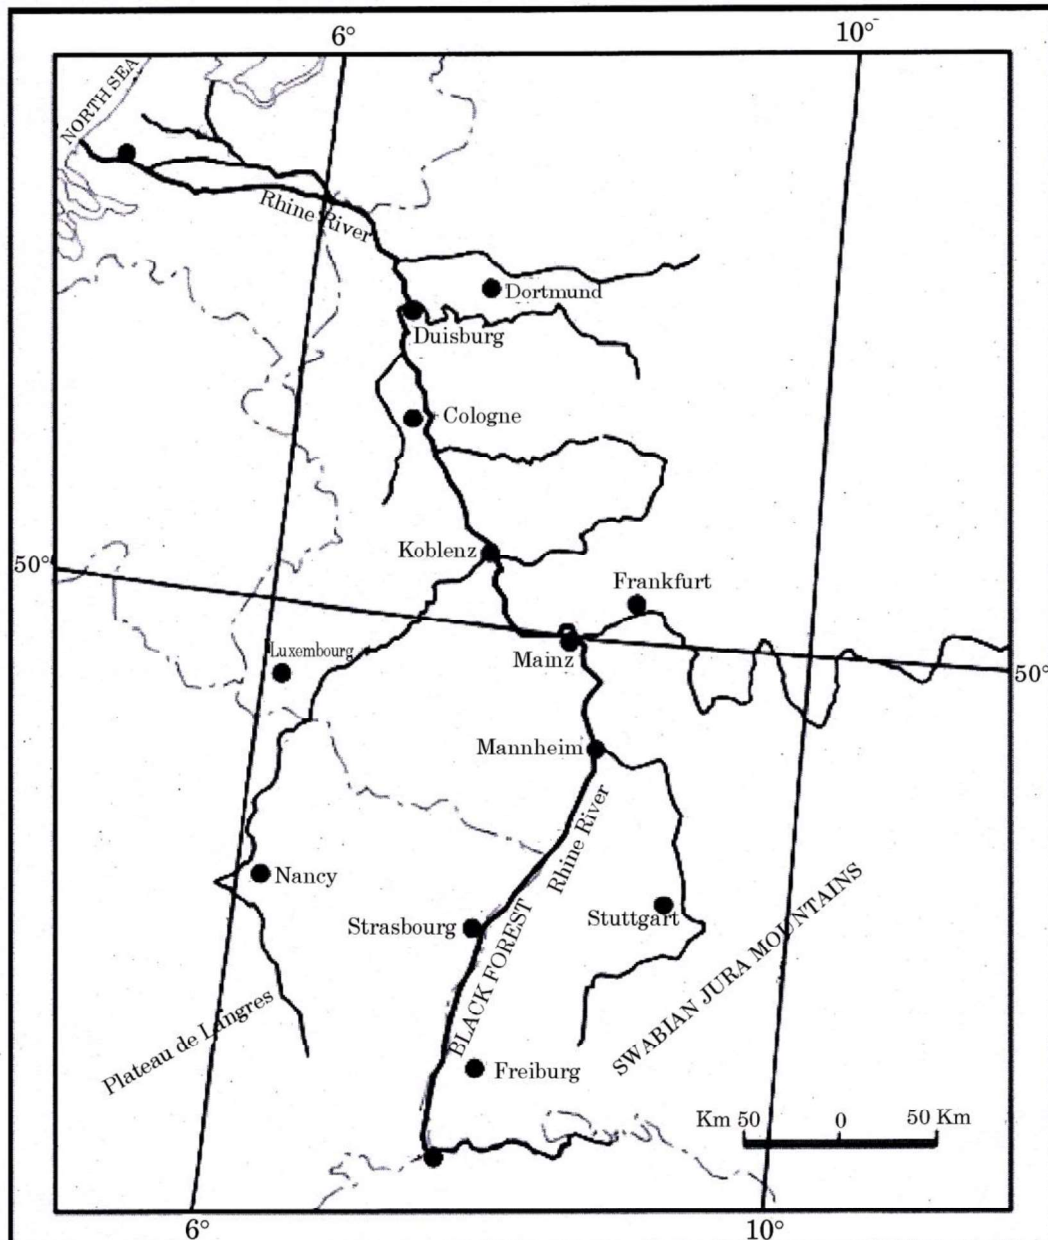 6°
10°
NORTH SEA
Rhine River
Dortmund
Duisburg
Cologne
Koblenz
50°
Frankfurt
Luxembourg
Mainz
50°
Mannheim
Rhine River
Nancy
Strasbourg
Stuttgart
BLACK FOREST
SWABIAN JURA MOUNTAINS
Plateau de Langres
Freiburg
Km 50 0 50 Km
6°
10°